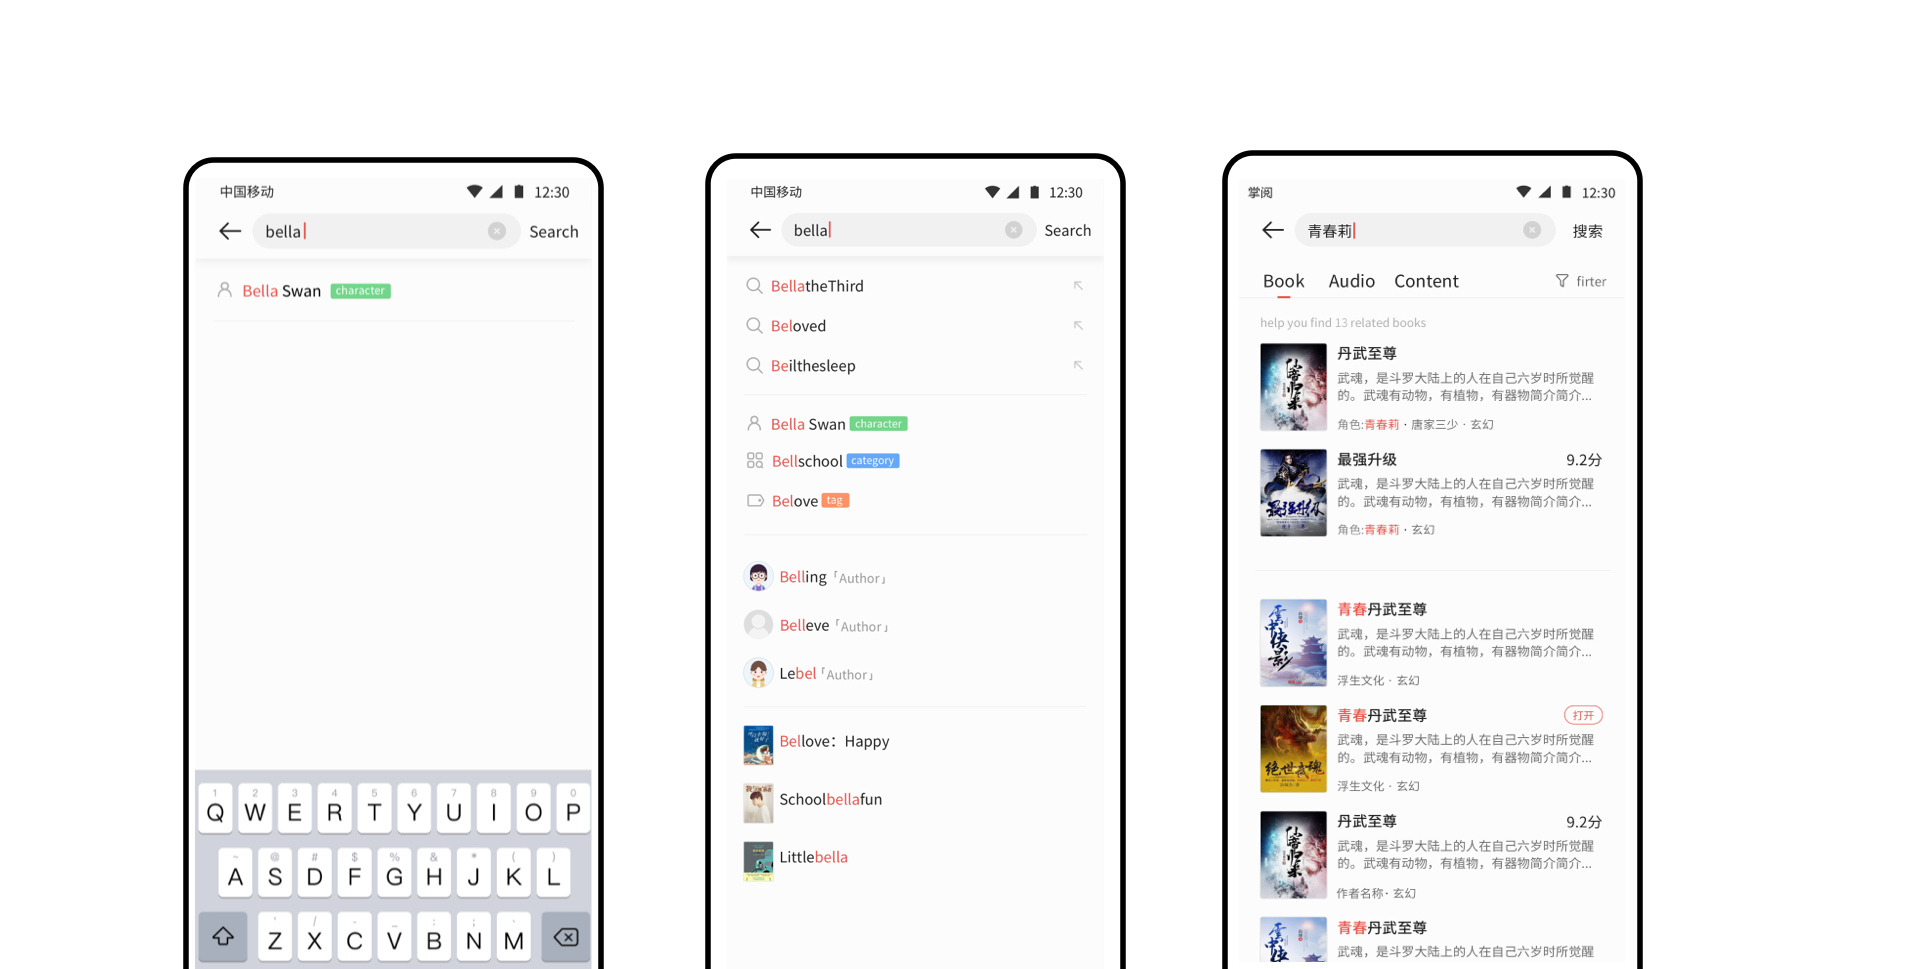 中国移动 12:30
bella Search
Bella Swan character
1 2 3 4 5 6 7 8 9 0
Q W E R T Y U I O P
~ @ # $ % & * ( )
A S D F G H J K L
' / - _ : ; ,
Z X C V B N M
中国移动 12:30
bella Search
BellatheThird
Beloved
Beilthesleep
Bella Swan character
Bellschool category
Belove tag
Belling「Author」
Belleve「Author」
Lebel「Author」
Bellove：Happy
Schoolbellafun
Littlebella
掌阅 12:30
青春莉 搜索
Book Audio Content firter
help you find 13 related books
丹武至尊
武魂，是斗罗大陆上的人在自己六岁时所觉醒
的。武魂有动物，有植物，有器物简介简介...
角色:青春莉 · 唐家三少 · 玄幻
最强升级 9.2分
武魂，是斗罗大陆上的人在自己六岁时所觉醒
的。武魂有动物，有植物，有器物简介简介...
角色:青春莉 · 玄幻
最强升级
青春丹武至尊
武魂，是斗罗大陆上的人在自己六岁时所觉醒
的。武魂有动物，有植物，有器物简介简介...
浮生文化 · 玄幻
青春丹武至尊 打开
武魂，是斗罗大陆上的人在自己六岁时所觉醒
的。武魂有动物，有植物，有器物简介简介...
浮生文化 · 玄幻
绝世武魂
丹武至尊 9.2分
武魂，是斗罗大陆上的人在自己六岁时所觉醒
的。武魂有动物，有植物，有器物简介简介...
作者名称· 玄幻
青春丹武至尊
武魂，是斗罗大陆上的人在自己六岁时所觉醒